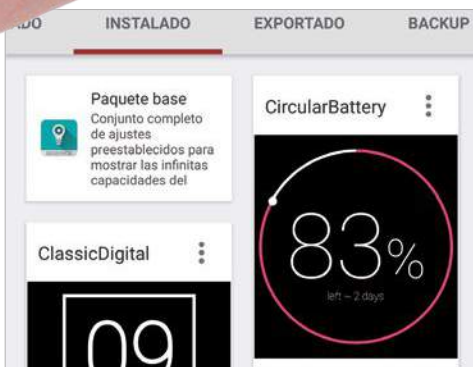 INSTALADO
EXPORTADO
BACKUP
Paquete base
Conjunto completo
de ajustes
preestablecidos para
mostrar las infinitas
capacidades del
CircularBattery
83%
left – 2 days
ClassicDigital
09